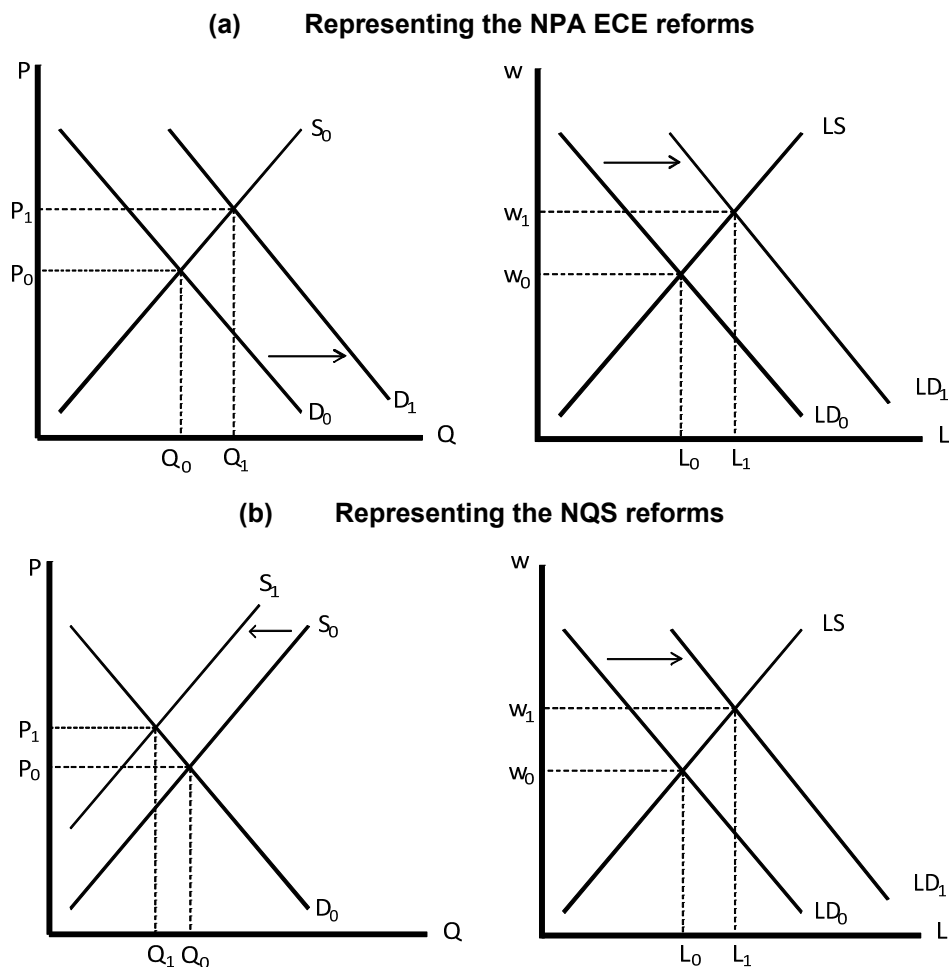 (a) Representing the NPA ECE reforms
P w
S₀ LS
P₁ w₁
P₀ w₀
D₀ D₁ LD₀ LD₁
Q L
Q₀ Q₁ L₀ L₁
(b) Representing the NQS reforms
P w
S₁
S₀ LS
P₁ w₁
P₀ w₀
D₀ LD₀ LD₁
Q L
Q₁ Q₀ L₀ L₁